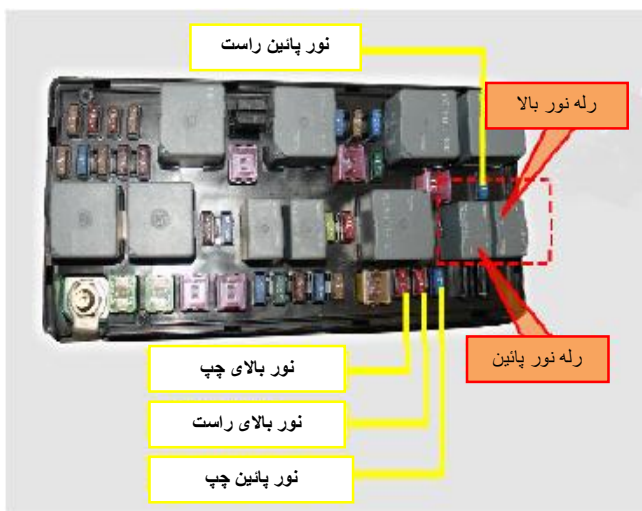 نور پائین راست
رله نور بالا
رله نور پائین
نور بالای چپ
نور بالای راست
نور پائین چپ